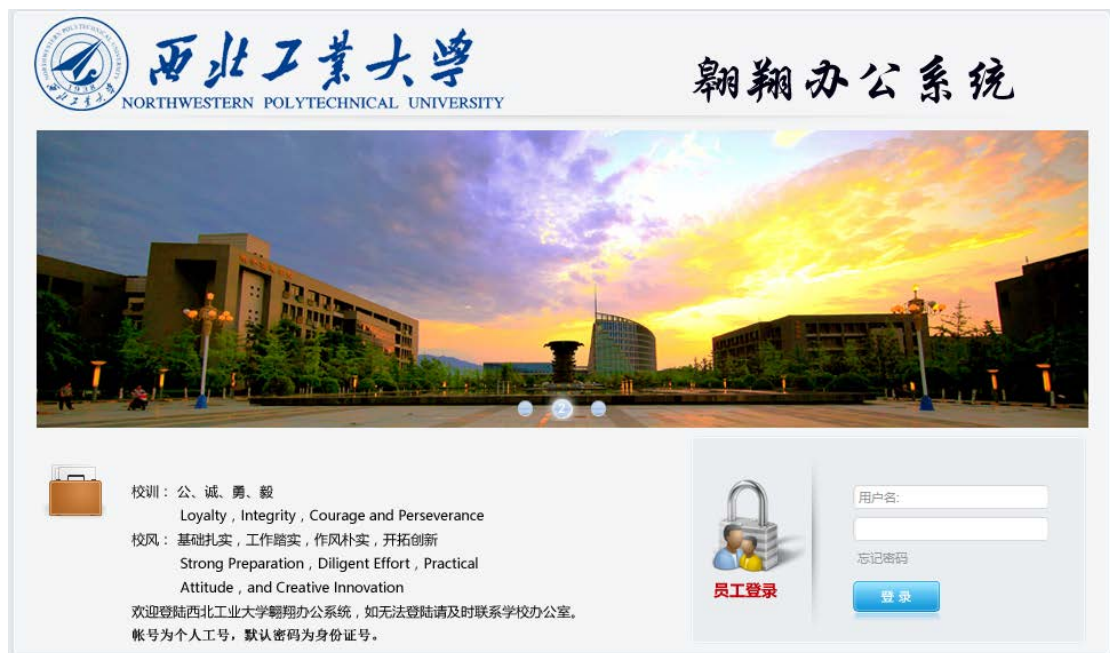 西北工业大学
NORTHWESTERN POLYTECHNICAL UNIVERSITY
翱翔办公系统
1938
2
校训： 公、诚、勇、毅
Loyalty , Integrity , Courage and Perseverance
校风： 基础扎实，工作踏实，作风朴实，开拓创新
Strong Preparation , Diligent Effort , Practical
Attitude , and Creative Innovation
欢迎登陆西北工业大学翱翔办公系统，如无法登陆请及时联系学校办公室。
帐号为个人工号，默认密码为身份证号。
员工登录
用户名:
忘记密码
登 录